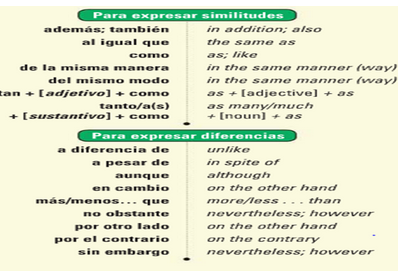 Para expresar similitudes
además; también in addition; also
al igual que the same as
como as; like
de la misma manera in the same manner (way)
del mismo modo in the same manner (way)
tan + [adjetivo] + como as + [adjective] + as
tanto/a(s) as many/much
+ [sustantivo] + como + [noun] + as
Para expresar diferencias
a diferencia de unlike
a pesar de in spite of
aunque although
en cambio on the other hand
más/menos... que more/less . . . than
no obstante nevertheless; however
por otro lado on the other hand
por el contrario on the contrary
sin embargo nevertheless; however